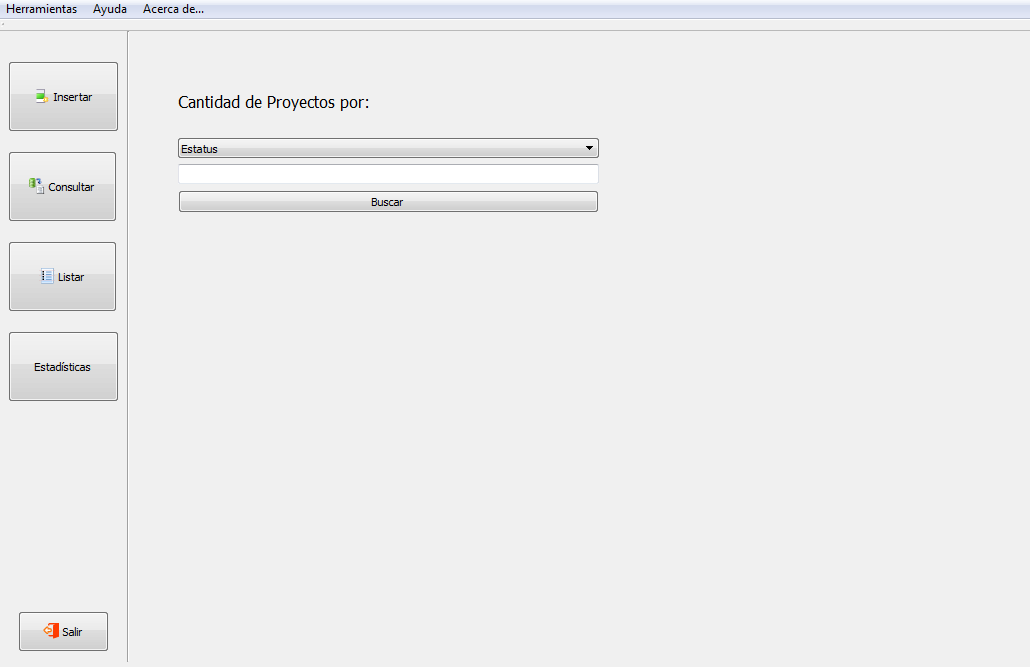 Herramientas Ayuda Acerca de...
Insertar
Consultar
Listar
Estadísticas
Salir
Cantidad de Proyectos por:
Estatus
Buscar